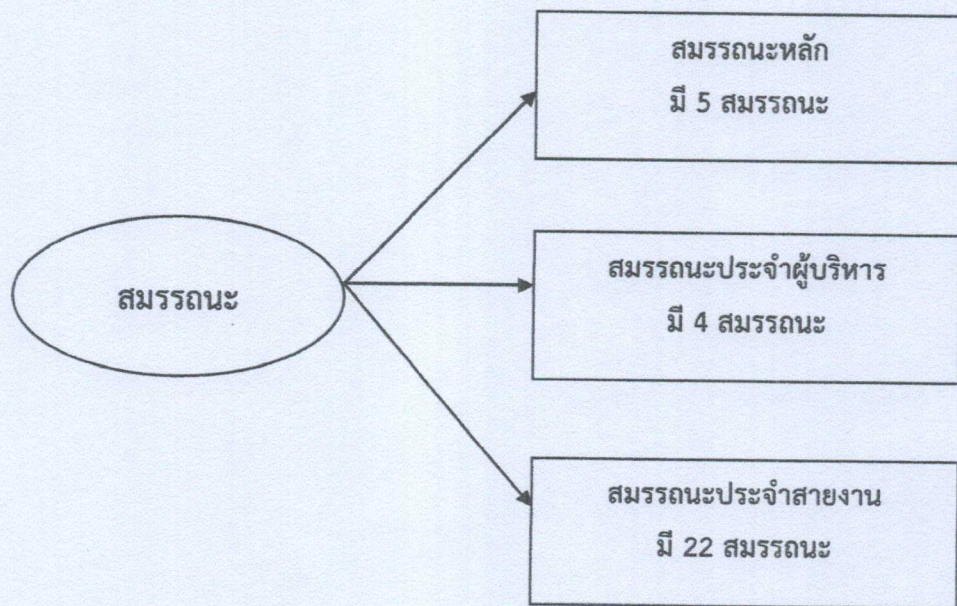 สมรรถนะ
สมรรถนะหลัก
มี 5 สมรรถนะ
สมรรถนะประจำผู้บริหาร
มี 4 สมรรถนะ
สมรรถนะประจำสายงาน
มี 22 สมรรถนะ